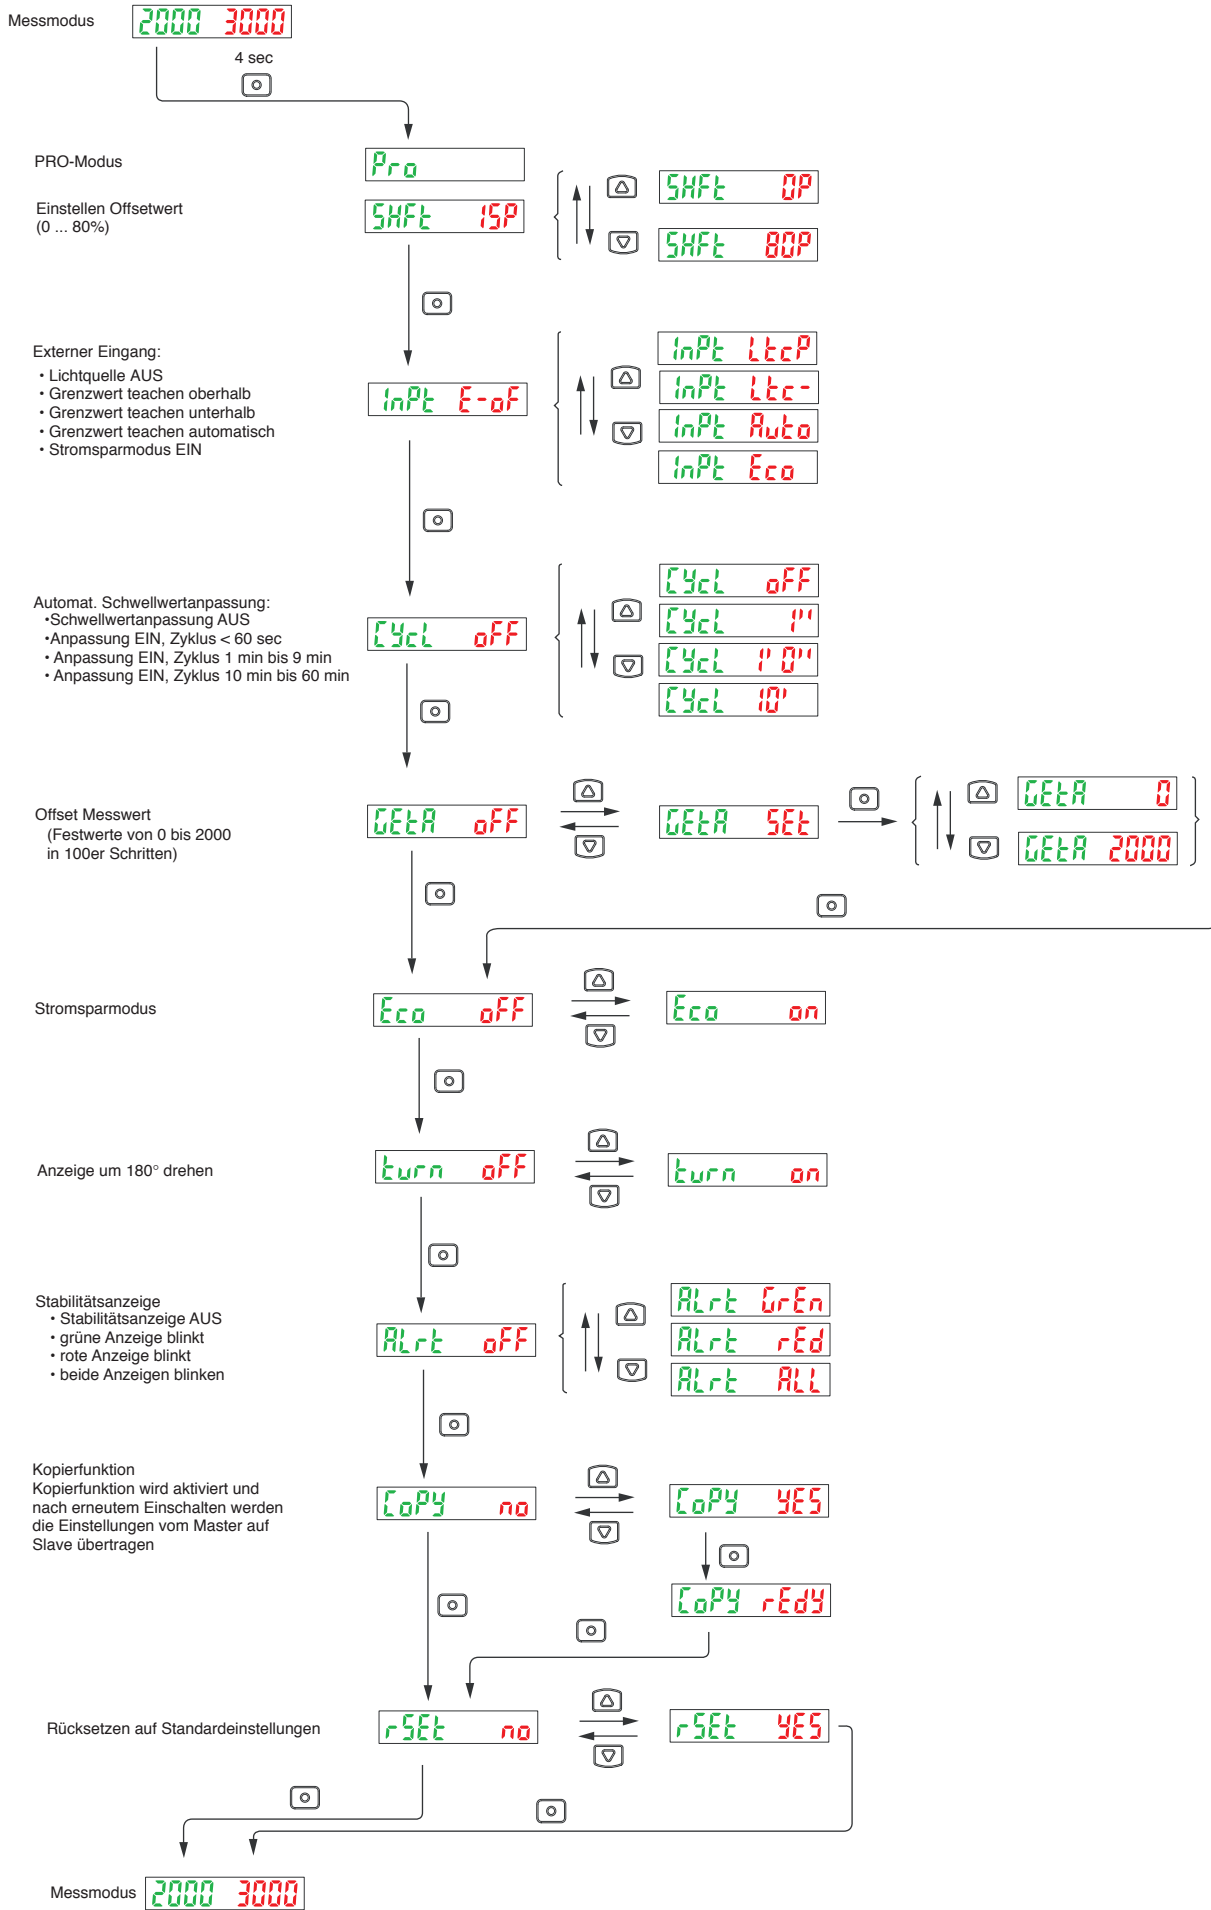 Messmodus 2000 3000
4 sec
PRO-Modus Pro
Einstellen Offsetwert
(0 ... 80%)
SHFt 15P
SHFt 0P
SHFt 80P
Externer Eingang:
• Lichtquelle AUS
• Grenzwert teachen oberhalb
• Grenzwert teachen unterhalb
• Grenzwert teachen automatisch
• Stromsparmodus EIN
InPt E-oF
InPt LtcP
InPt Ltc-
InPt Auto
InPt Eco
Automat. Schwellwertanpassung:
•Schwellwertanpassung AUS
•Anpassung EIN, Zyklus < 60 sec
• Anpassung EIN, Zyklus 1 min bis 9 min
• Anpassung EIN, Zyklus 10 min bis 60 min
CYcL oFF
CYcL oFF
CYcL 1''
CYcL 1' 0''
CYcL 10'
Offset Messwert
(Festwerte von 0 bis 2000
in 100er Schritten)
GEtA oFF
GEtA SEt
GEtA 0
GEtA 2000
Stromsparmodus
Eco oFF
Eco on
Anzeige um 180° drehen
turn oFF
turn on
Stabilitätsanzeige
• Stabilitätsanzeige AUS
• grüne Anzeige blinkt
• rote Anzeige blinkt
• beide Anzeigen blinken
ALrt oFF
ALrt GrEn
ALrt rEd
ALrt ALL
Kopierfunktion
Kopierfunktion wird aktiviert und
nach erneutem Einschalten werden
die Einstellungen vom Master auf
Slave übertragen
CoPY no
CoPY YES
CoPY rEdY
Rücksetzen auf Standardeinstellungen
rSEt no
rSEt YES
Messmodus 2000 3000